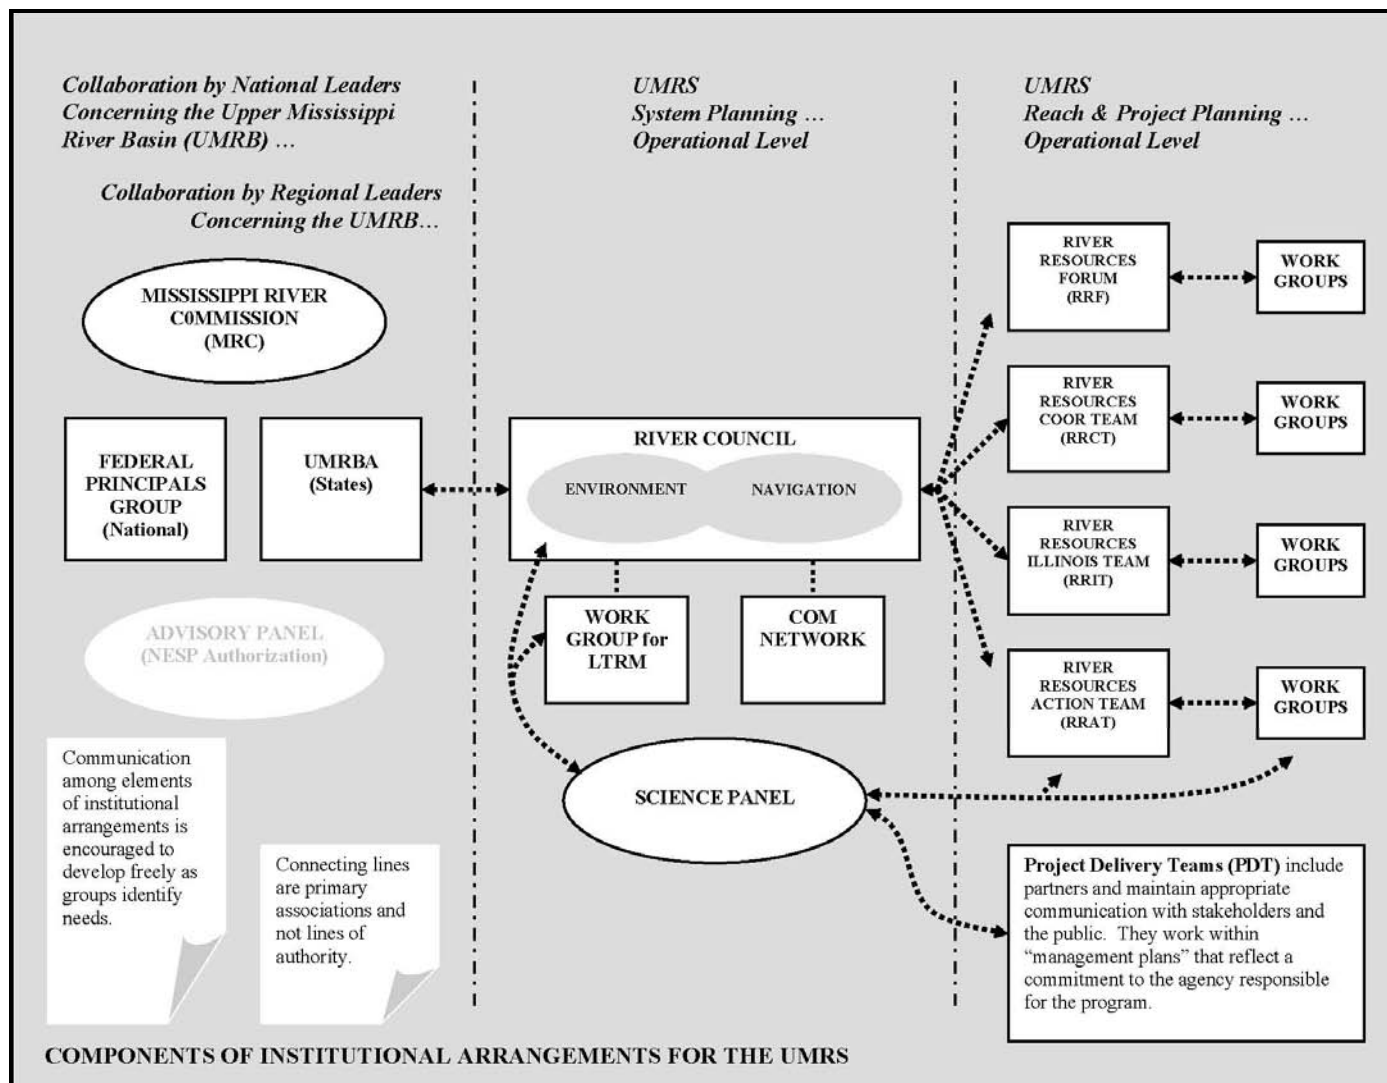 Collaboration by National Leaders
Concerning the Upper Mississippi
River Basin (UMRB) …
Collaboration by Regional Leaders
Concerning the UMRB…
MISSISSIPPI RIVER
C0MMISSION
(MRC)
FEDERAL
PRINCIPALS
GROUP
(National)
UMRBA
(States)
ADVISORY PANEL
(NESP Authorization)
Communication
among elements
of institutional
arrangements is
encouraged to
develop freely as
groups identify
needs.
Connecting lines
are primary
associations and
not lines of
authority.
UMRS
System Planning …
Operational Level
RIVER COUNCIL
ENVIRONMENT
NAVIGATION
WORK
GROUP for
LTRM
COM
NETWORK
SCIENCE PANEL
UMRS
Reach & Project Planning …
Operational Level
RIVER
RESOURCES
FORUM
(RRF)
WORK
GROUPS
RIVER
RESOURCES
COOR TEAM
(RRCT)
WORK
GROUPS
RIVER
RESOURCES
ILLINOIS TEAM
(RRIT)
WORK
GROUPS
RIVER
RESOURCES
ACTION TEAM
(RRAT)
WORK
GROUPS
Project Delivery Teams (PDT) include
partners and maintain appropriate
communication with stakeholders and
the public.  They work within
“management plans” that reflect a
commitment to the agency responsible
for the program.
COMPONENTS OF INSTITUTIONAL ARRANGEMENTS FOR THE UMRS